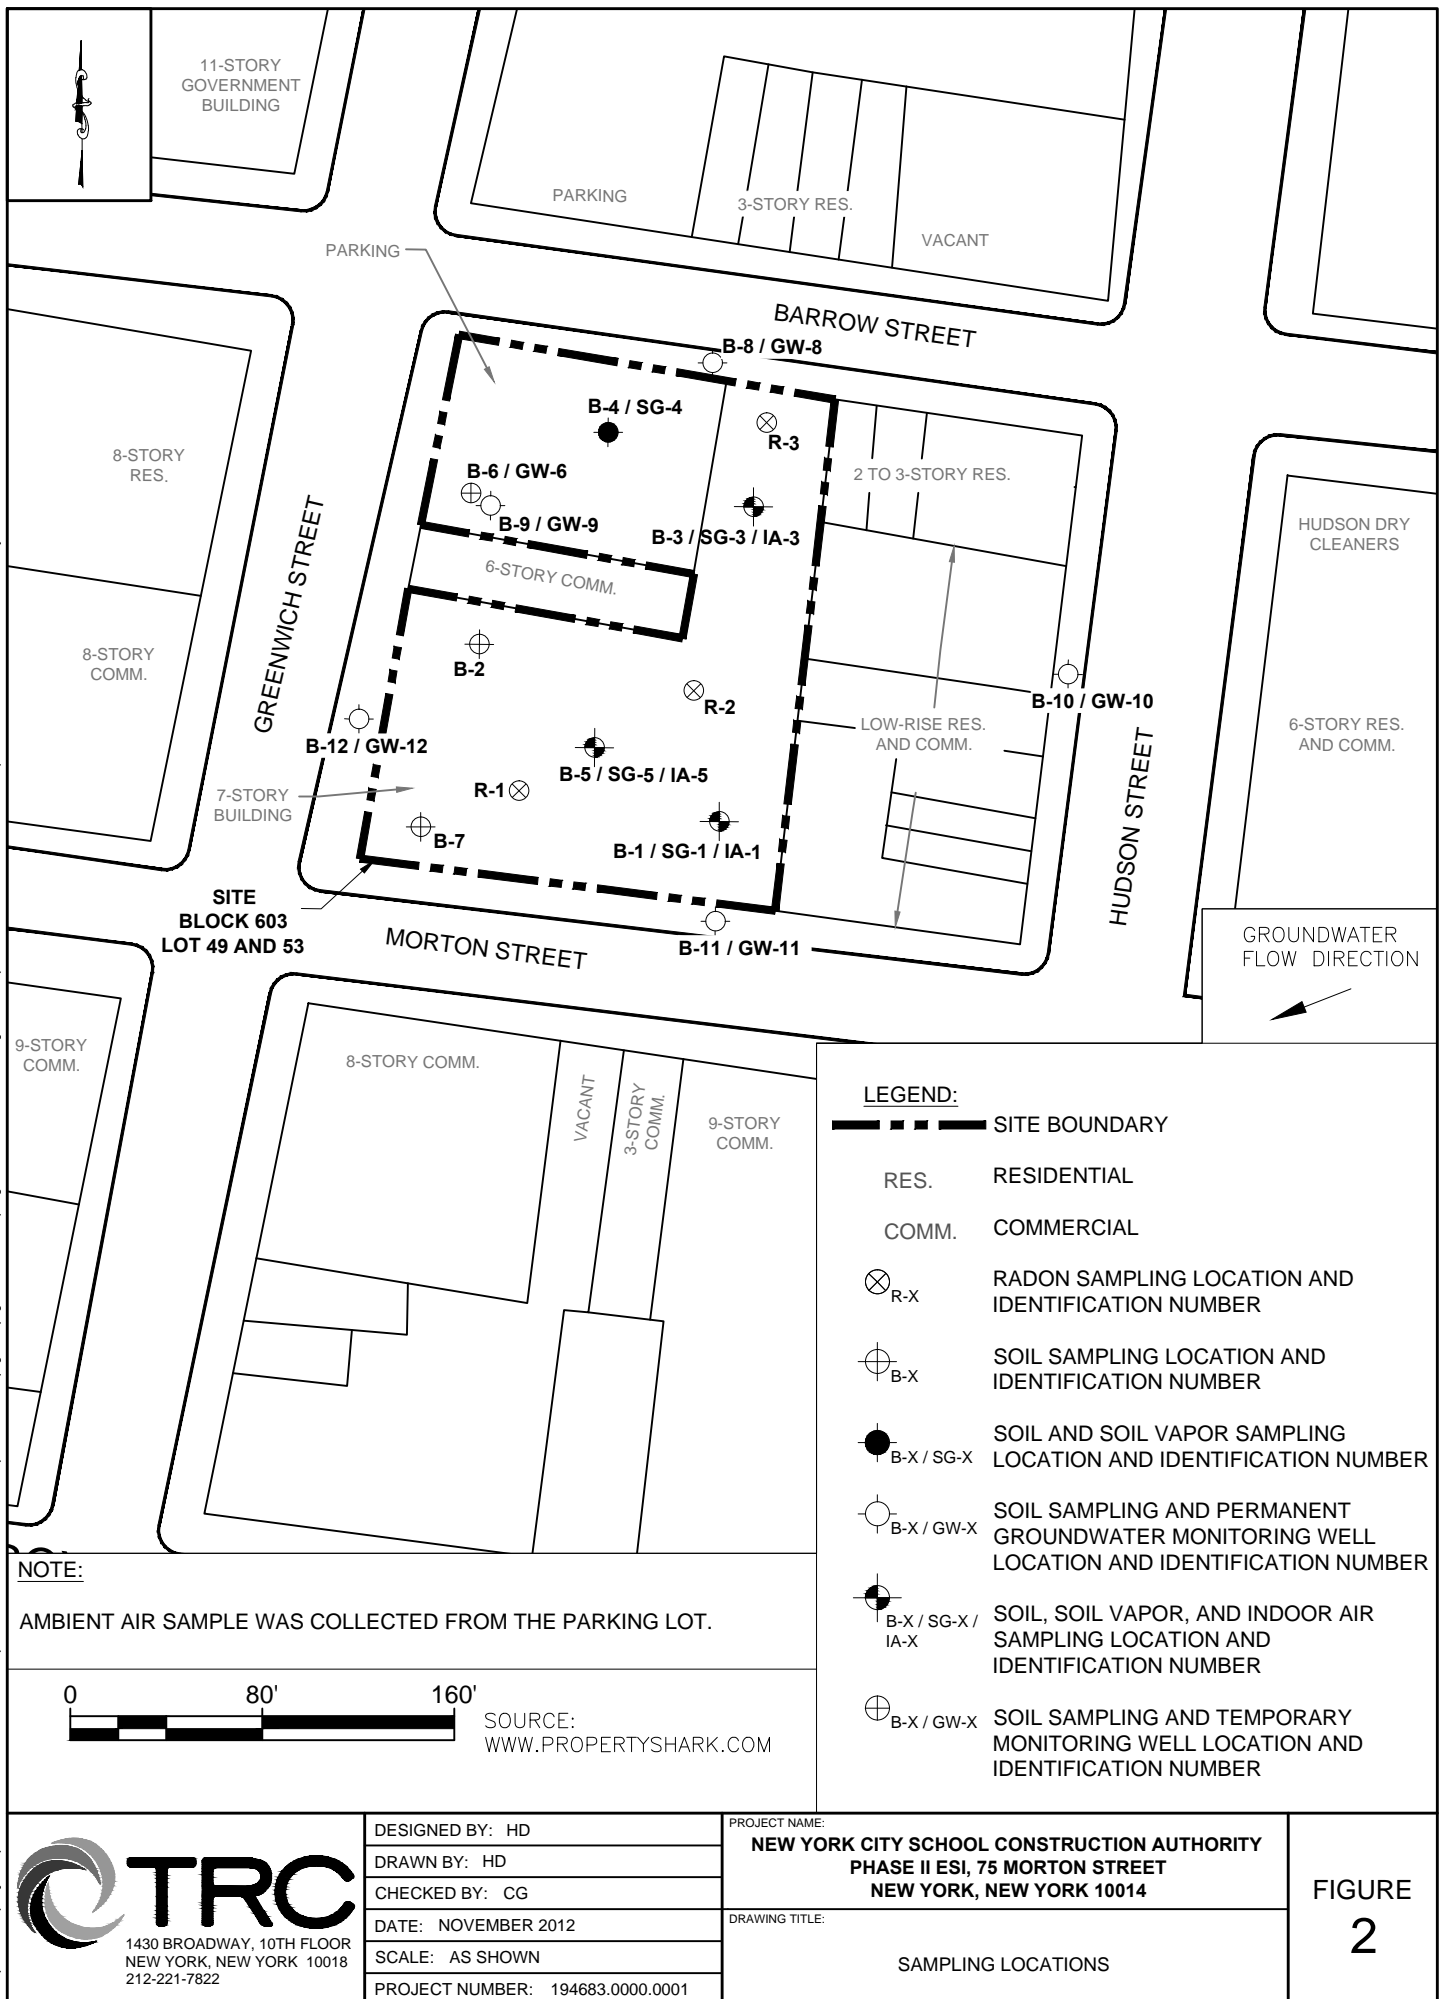 11-STORY
GOVERNMENT
BUILDING
PARKING
3-STORY RES.
VACANT
PARKING
BARROW STREET
B-8 / GW-8
B-4 / SG-4
R-3
8-STORY
RES.
B-6 / GW-6
2 TO 3-STORY RES.
B-9 / GW-9
B-3 / SG-3 / IA-3
HUDSON DRY
CLEANERS
6-STORY COMM.
GREENWICH STREET
8-STORY
COMM.
B-2
R-2
B-10 / GW-10
LOW-RISE RES.
AND COMM.
6-STORY RES.
AND COMM.
B-12 / GW-12
B-5 / SG-5 / IA-5
7-STORY
BUILDING
R-1
B-7
B-1 / SG-1 / IA-1
HUDSON STREET
SITE
BLOCK 603
LOT 49 AND 53
MORTON STREET
B-11 / GW-11
GROUNDWATER
FLOW DIRECTION
9-STORY
COMM.
8-STORY COMM.
VACANT
3-STORY
COMM.
9-STORY
COMM.
LEGEND:
SITE BOUNDARY
RES. RESIDENTIAL
COMM. COMMERCIAL
R-X
RADON SAMPLING LOCATION AND
IDENTIFICATION NUMBER
B-X
SOIL SAMPLING LOCATION AND
IDENTIFICATION NUMBER
B-X / SG-X
SOIL AND SOIL VAPOR SAMPLING
LOCATION AND IDENTIFICATION NUMBER
B-X / GW-X
SOIL SAMPLING AND PERMANENT
GROUNDWATER MONITORING WELL
LOCATION AND IDENTIFICATION NUMBER
B-X / SG-X /
IA-X
SOIL, SOIL VAPOR, AND INDOOR AIR
SAMPLING LOCATION AND
IDENTIFICATION NUMBER
B-X / GW-X
SOIL SAMPLING AND TEMPORARY
MONITORING WELL LOCATION AND
IDENTIFICATION NUMBER
NOTE:
AMBIENT AIR SAMPLE WAS COLLECTED FROM THE PARKING LOT.
0 80' 160'
SOURCE:
WWW.PROPERTYSHARK.COM
TRC
1430 BROADWAY, 10TH FLOOR
NEW YORK, NEW YORK 10018
212-221-7822
DESIGNED BY: HD
DRAWN BY: HD
CHECKED BY: CG
DATE: NOVEMBER 2012
SCALE: AS SHOWN
PROJECT NUMBER: 194683.0000.0001
PROJECT NAME:
NEW YORK CITY SCHOOL CONSTRUCTION AUTHORITY
PHASE II ESI, 75 MORTON STREET
NEW YORK, NEW YORK 10014
DRAWING TITLE:
SAMPLING LOCATIONS
FIGURE
2